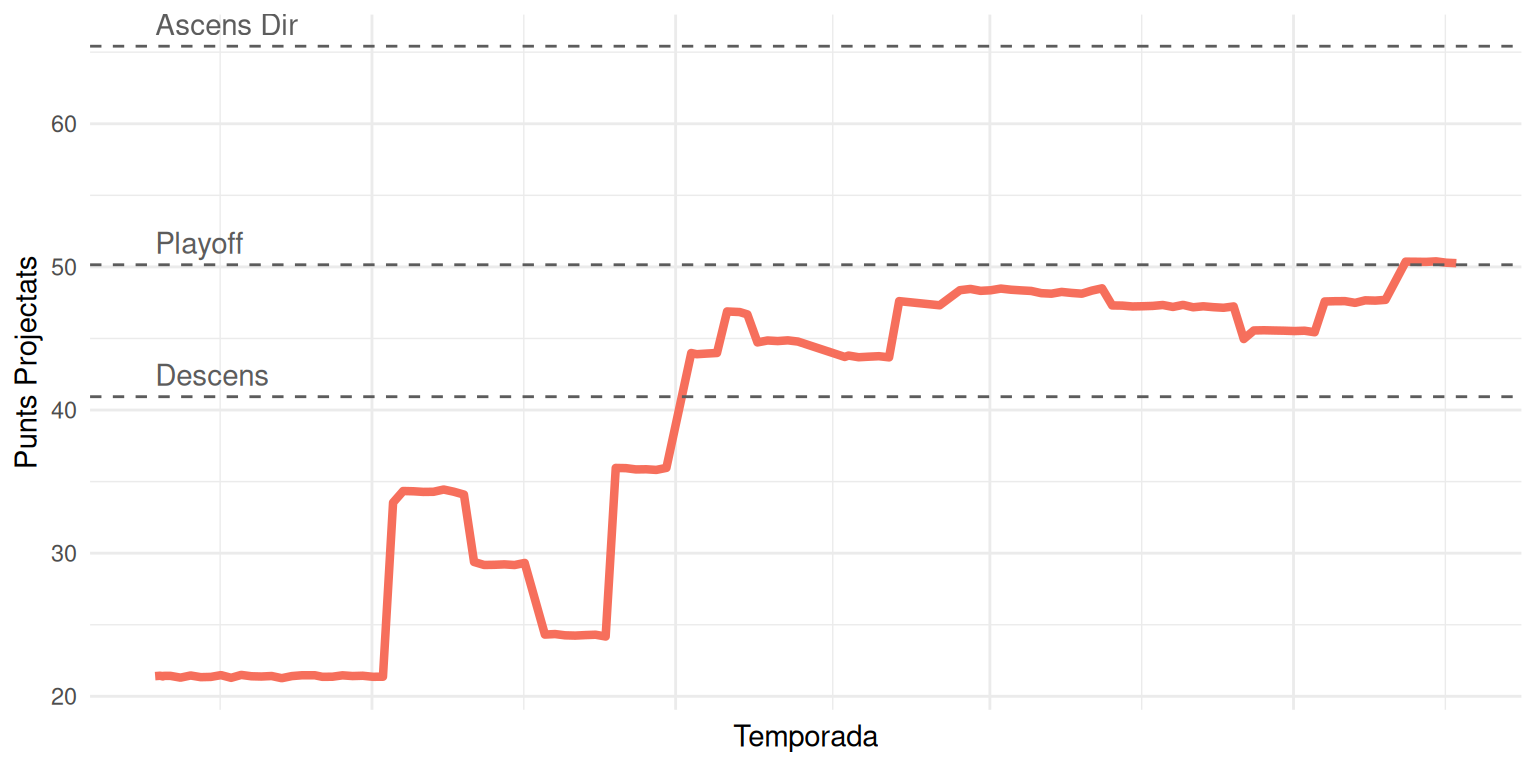 Ascens Dir
60
Playoff
50
Descens
40
30
20
Punts Projectats
Temporada